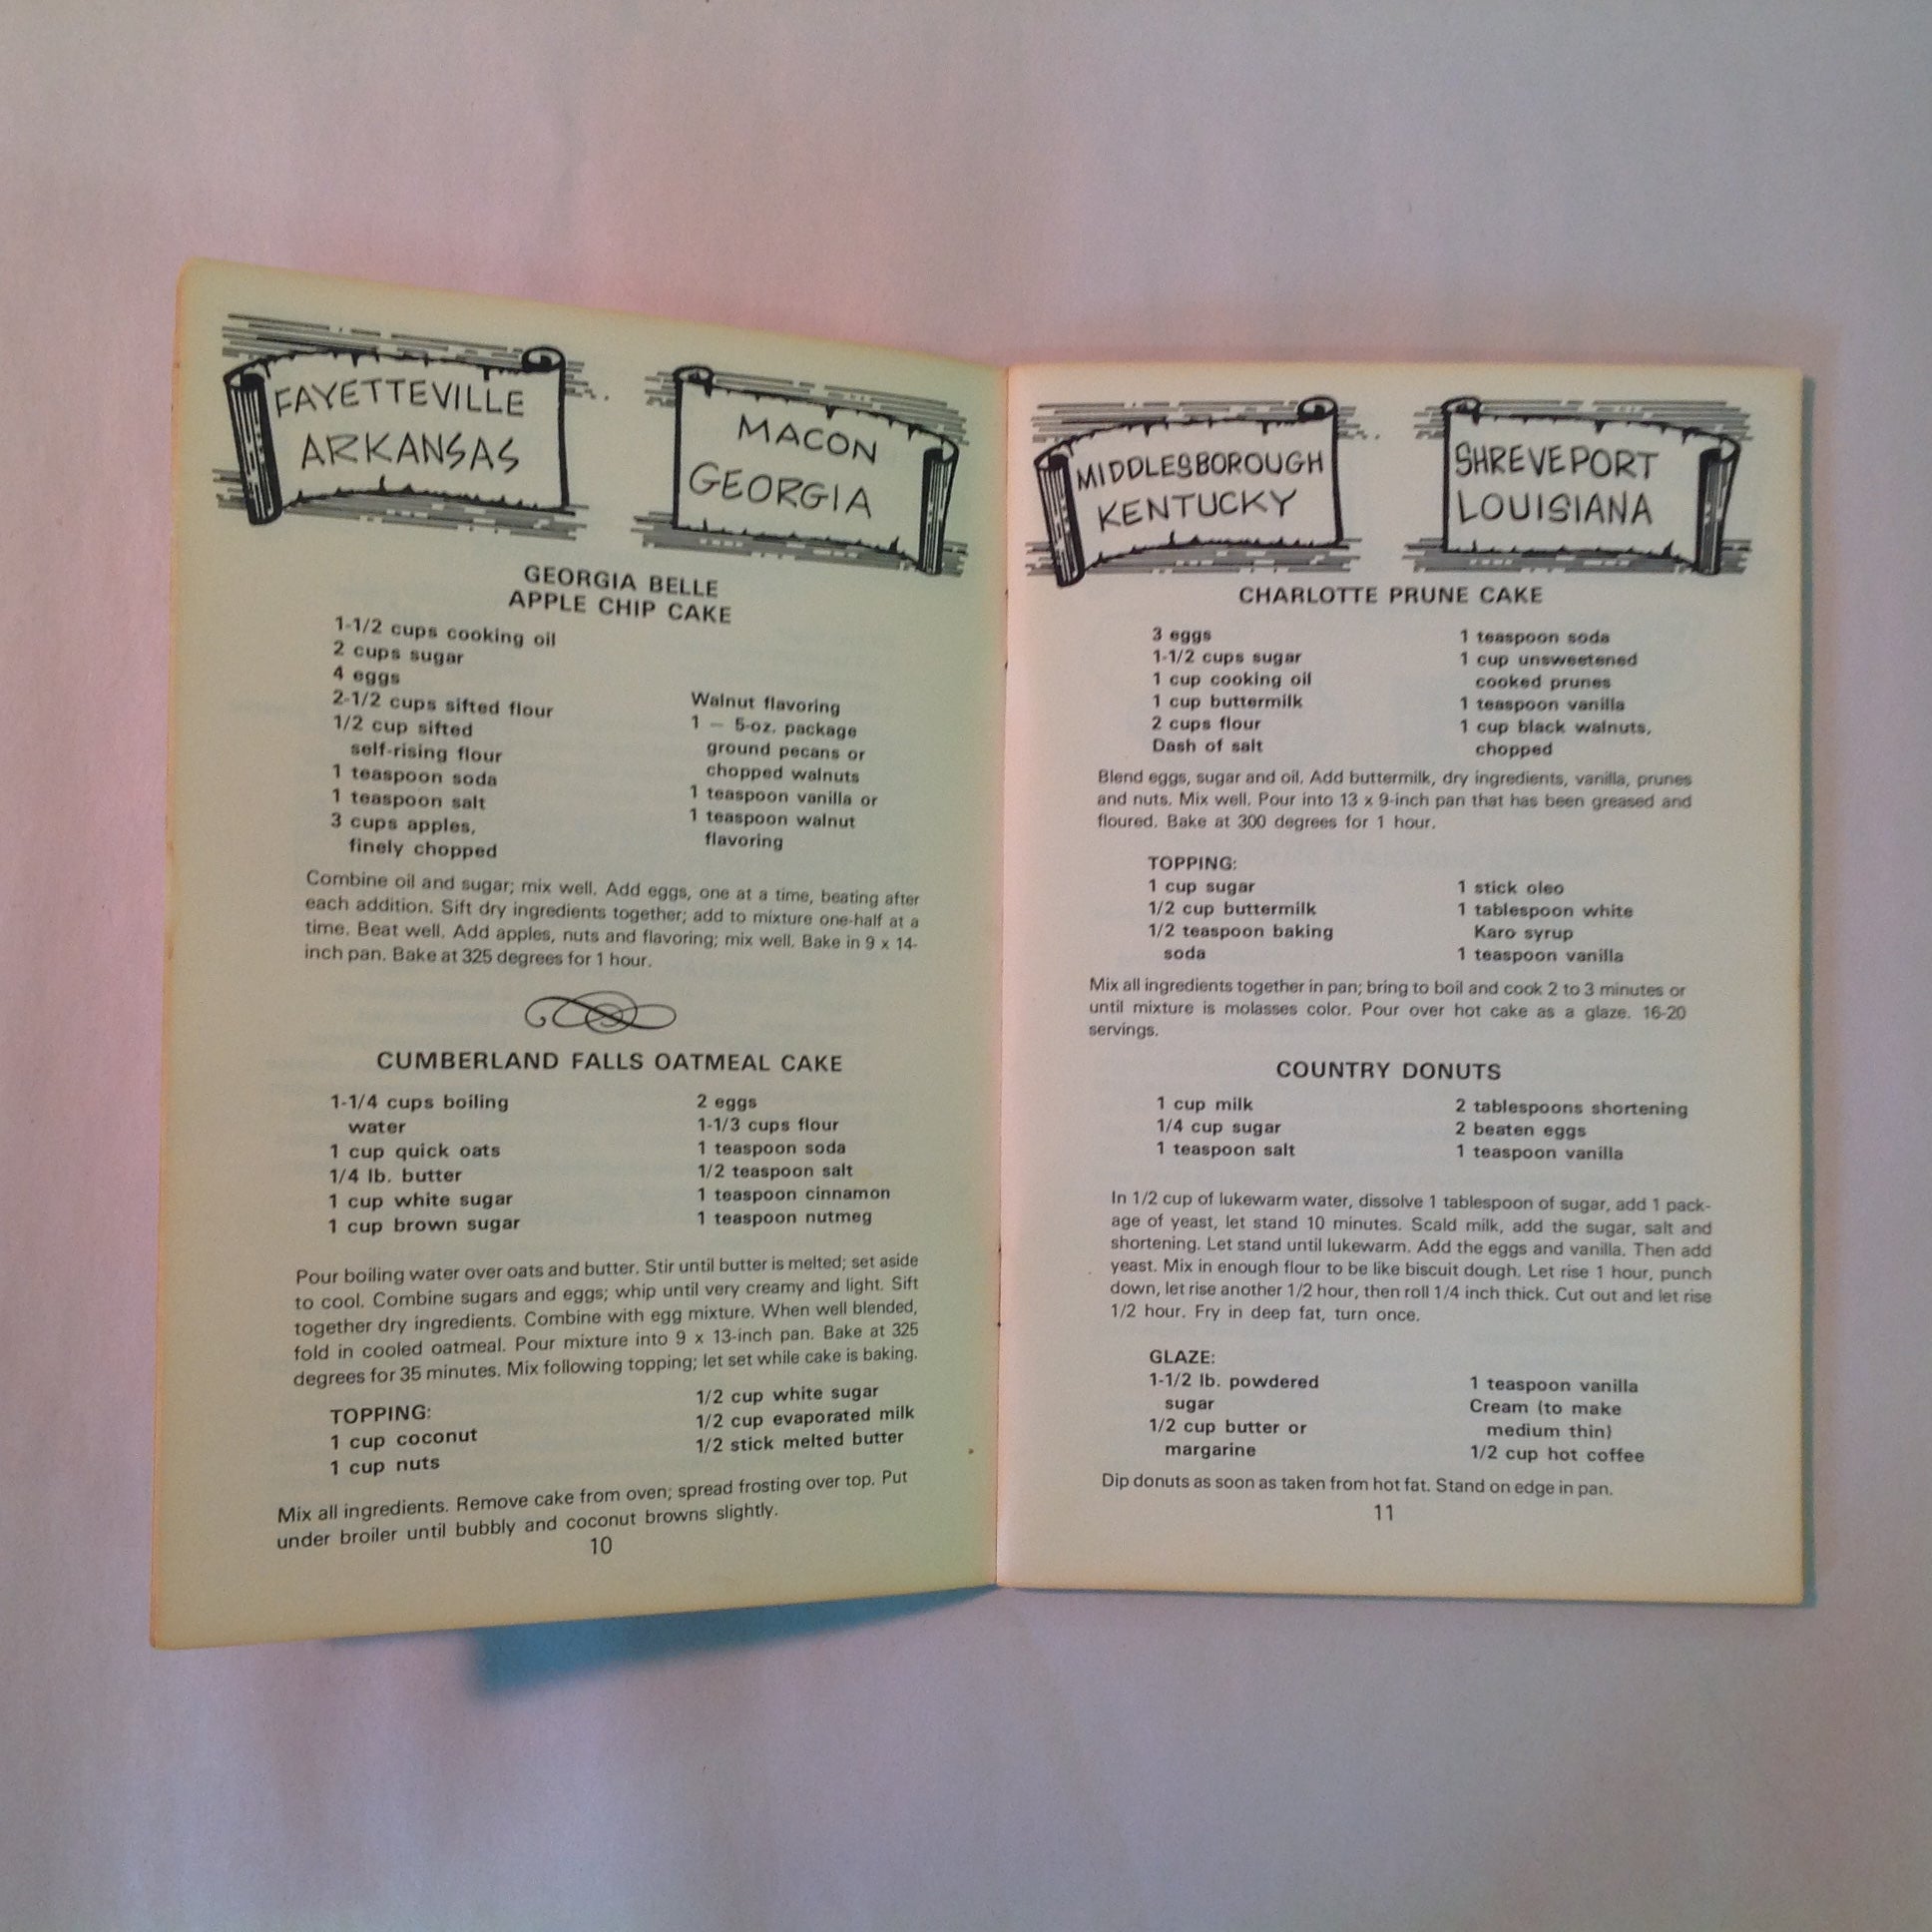 FAYETTEVILLE
ARKANSAS
MACON
GEORGIA
GEORGIA BELLE
APPLE CHIP CAKE
1-1/2 cups cooking oil
2 cups sugar
4 eggs
2-1/2 cups sifted flour
1/2 cup sifted
self-rising flour
1 teaspoon soda
1 teaspoon salt
3 cups apples,
finely chopped
Walnut flavoring
1 — 5-oz. package
ground pecans or
chopped walnuts
1 teaspoon vanilla or
1 teaspoon walnut
flavoring
Combine oil and sugar; mix well. Add eggs, one at a time, beating after
each addition. Sift dry ingredients together; add to mixture one-half at a
time. Beat well. Add apples, nuts and flavoring; mix well. Bake in 9 x 14-
inch pan. Bake at 325 degrees for 1 hour.
CUMBERLAND FALLS OATMEAL CAKE
1-1/4 cups boiling
water
1 cup quick oats
1/4 lb. butter
1 cup white sugar
1 cup brown sugar
2 eggs
1-1/3 cups flour
1 teaspoon soda
1/2 teaspoon salt
1 teaspoon cinnamon
1 teaspoon nutmeg
Pour boiling water over oats and butter. Stir until butter is melted; set aside
to cool. Combine sugars and eggs; whip until very creamy and light. Sift
together dry ingredients. Combine with egg mixture. When well blended,
fold in cooled oatmeal. Pour mixture into 9 x 13-inch pan. Bake at 325
degrees for 35 minutes. Mix following topping; let set while cake is baking.
TOPPING:
1 cup coconut
1 cup nuts
1/2 cup white sugar
1/2 cup evaporated milk
1/2 stick melted butter
Mix all ingredients. Remove cake from oven; spread frosting over top. Put
under broiler until bubbly and coconut browns slightly.
10
MIDDLESBOROUGH
KENTUCKY
SHREVEPORT
LOUISIANA
CHARLOTTE PRUNE CAKE
3 eggs
1-1/2 cups sugar
1 cup cooking oil
1 cup buttermilk
2 cups flour
Dash of salt
1 teaspoon soda
1 cup unsweetened
cooked prunes
1 teaspoon vanilla
1 cup black walnuts,
chopped
Blend eggs, sugar and oil. Add buttermilk, dry ingredients, vanilla, prunes
and nuts. Mix well. Pour into 13 x 9-inch pan that has been greased and
floured. Bake at 300 degrees for 1 hour.
TOPPING:
1 cup sugar
1/2 cup buttermilk
1/2 teaspoon baking
soda
1 stick oleo
1 tablespoon white
Karo syrup
1 teaspoon vanilla
Mix all ingredients together in pan; bring to boil and cook 2 to 3 minutes or
until mixture is molasses color. Pour over hot cake as a glaze. 16-20
servings.
COUNTRY DONUTS
1 cup milk
1/4 cup sugar
1 teaspoon salt
2 tablespoons shortening
2 beaten eggs
1 teaspoon vanilla
In 1/2 cup of lukewarm water, dissolve 1 tablespoon of sugar, add 1 pack-
age of yeast, let stand 10 minutes. Scald milk, add the sugar, salt and
shortening. Let stand until lukewarm. Add the eggs and vanilla. Then add
yeast. Mix in enough flour to be like biscuit dough. Let rise 1 hour, punch
down, let rise another 1/2 hour, then roll 1/4 inch thick. Cut out and let rise
1/2 hour. Fry in deep fat, turn once.
GLAZE:
1-1/2 lb. powdered
sugar
1/2 cup butter or
margarine
1 teaspoon vanilla
Cream (to make
medium thin)
1/2 cup hot coffee
Dip donuts as soon as taken from hot fat. Stand on edge in pan.
11